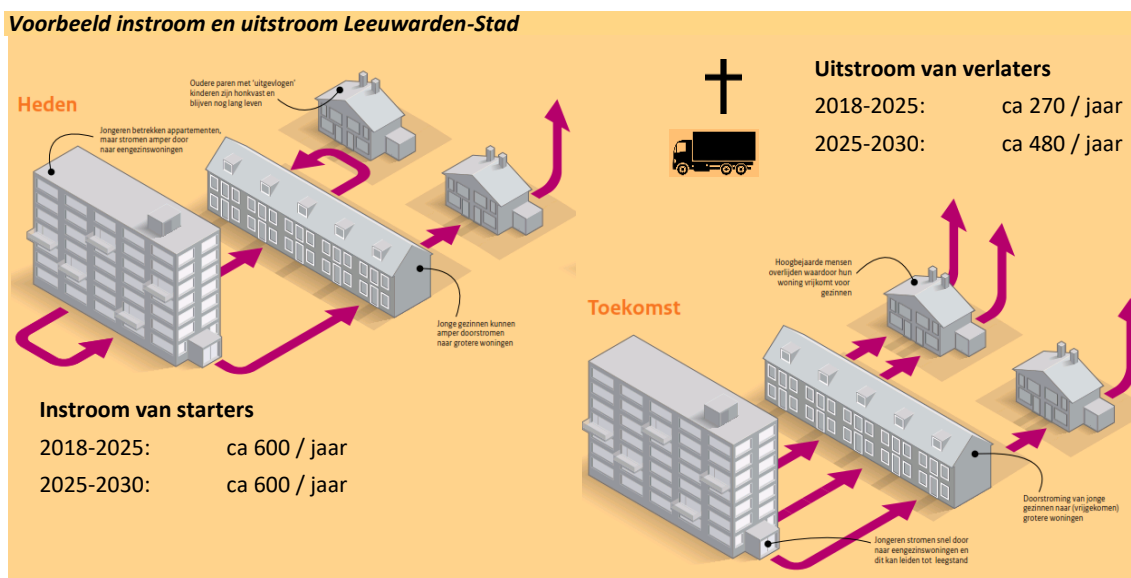 Voorbeeld instroom en uitstroom Leeuwarden-Stad
Heden
Oudere paren met 'uitgevlogen'
kinderen zijn honkvast en
blijven nog lang leven
Jongeren betrekken appartementen,
maar stromen amper door
naar eengezinswoningen
Jonge gezinnen kunnen
amper doorstromen
naar grotere woningen
Instroom van starters
2018-2025: ca 600 / jaar
2025-2030: ca 600 / jaar
Uitstroom van verlaters
2018-2025: ca 270 / jaar
2025-2030: ca 480 / jaar
Toekomst
Hoogbejaarde mensen
overlijden waardoor hun
woning vrijkomt voor
gezinnen
Doorstroming van jonge
gezinnen naar (vrijgekomen)
grotere woningen
Jongeren stromen snel door
naar eengezinswoningen en
dit kan leiden tot leegstand